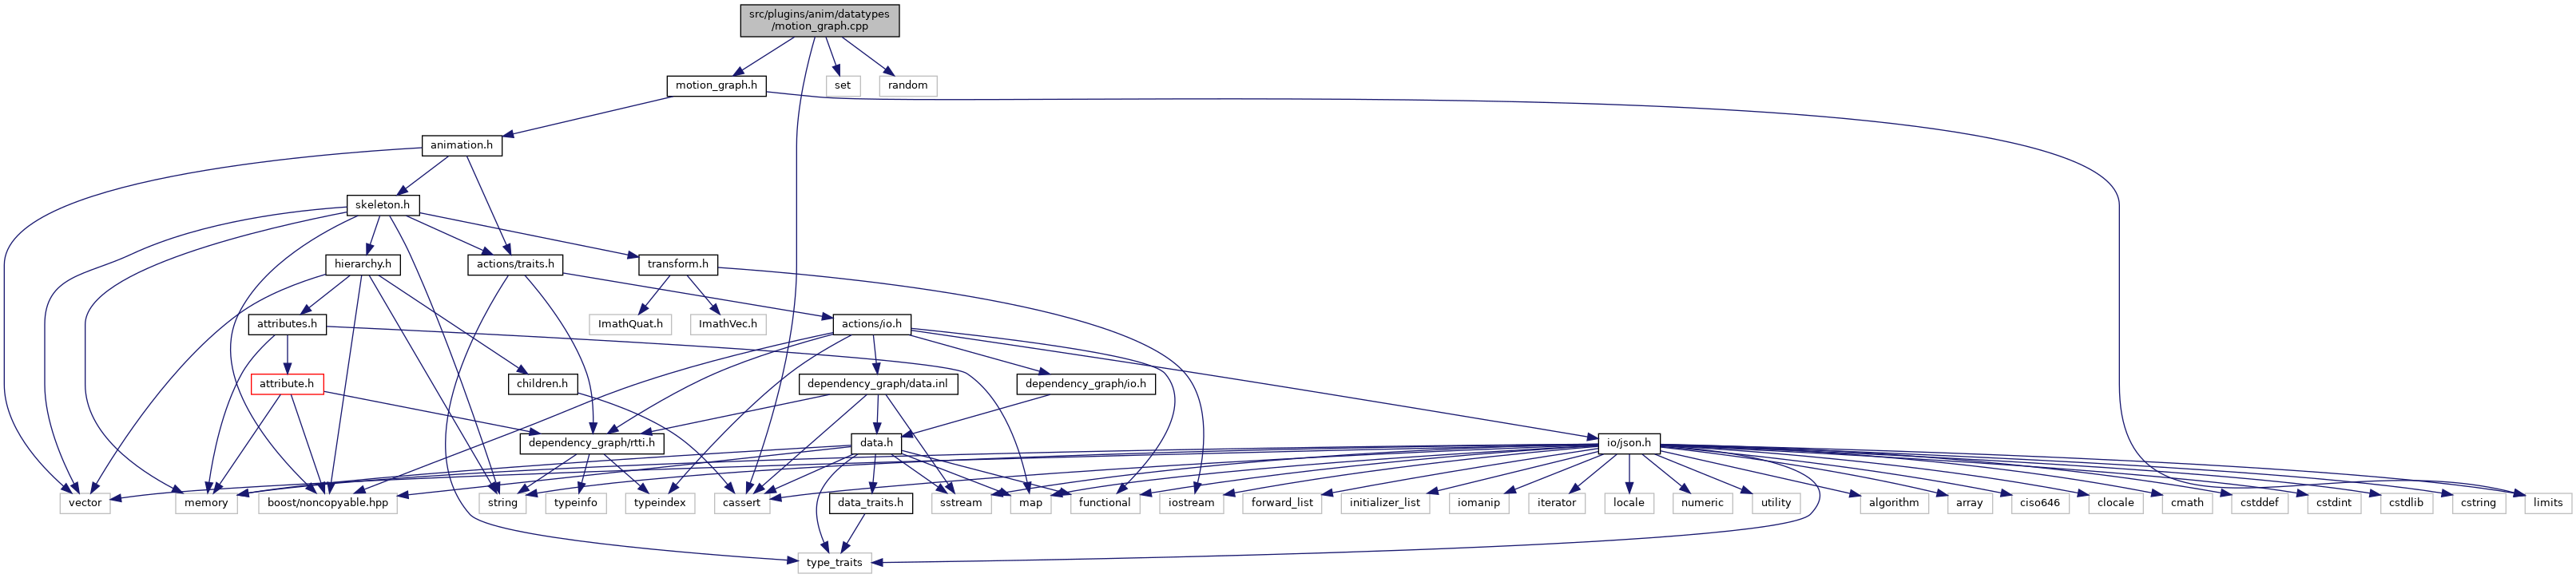 src/plugins/anim/datatypes
/motion_graph.cpp
motion_graph.h
set
random
animation.h
skeleton.h
hierarchy.h
actions/traits.h
transform.h
attributes.h
ImathQuat.h
ImathVec.h
actions/io.h
attribute.h
children.h
dependency_graph/data.inl
dependency_graph/io.h
dependency_graph/rtti.h
data.h
io/json.h
vector
memory
boost/noncopyable.hpp
string
typeinfo
typeindex
cassert
data_traits.h
sstream
map
functional
iostream
forward_list
initializer_list
iomanip
iterator
locale
numeric
utility
algorithm
array
ciso646
clocale
cmath
cstddef
cstdint
cstdlib
cstring
limits
type_traits